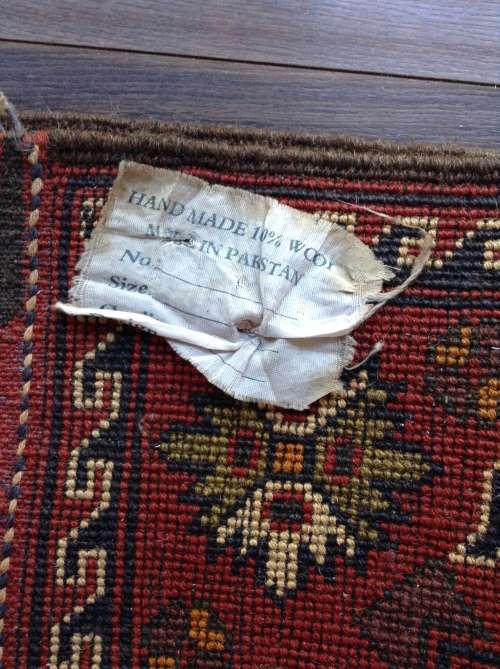 HAND MADE 10% WOOL
MADE IN PAKSTAN
No.
Size.